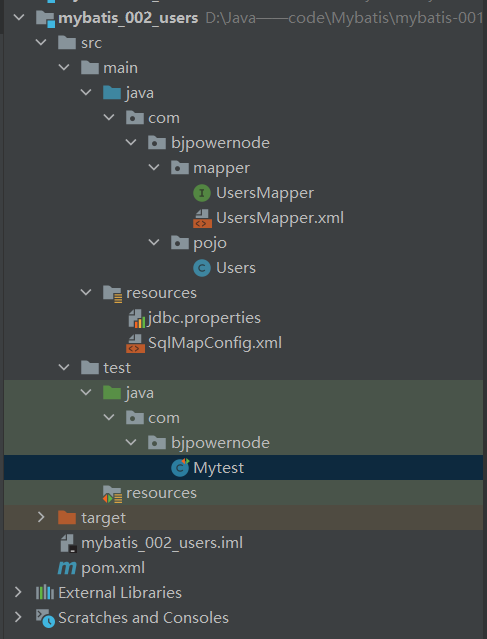 mybatis_002_users D:\Java——code\Mybatis\mybatis-001
src
main
java
com
bjpowernode
mapper
UsersMapper
UsersMapper.xml
pojo
Users
resources
jdbc.properties
SqlMapConfig.xml
test
java
com
bjpowernode
Mytest
resources
target
mybatis_002_users.iml
pom.xml
External Libraries
Scratches and Consoles